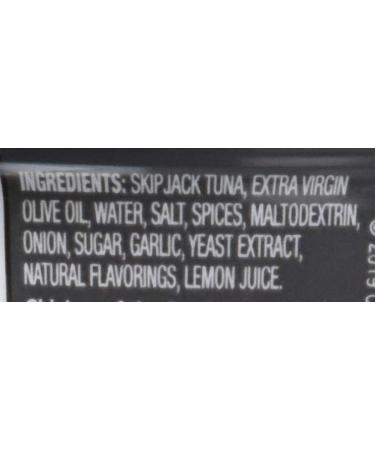 INGREDIENTS: SKIPJACK TUNA, EXTRA VIRGIN
OLIVE OIL, WATER, SALT, SPICES, MALTODEXTRIN,
ONION, SUGAR, GARLIC, YEAST EXTRACT,
NATURAL FLAVORINGS, LEMON JUICE.